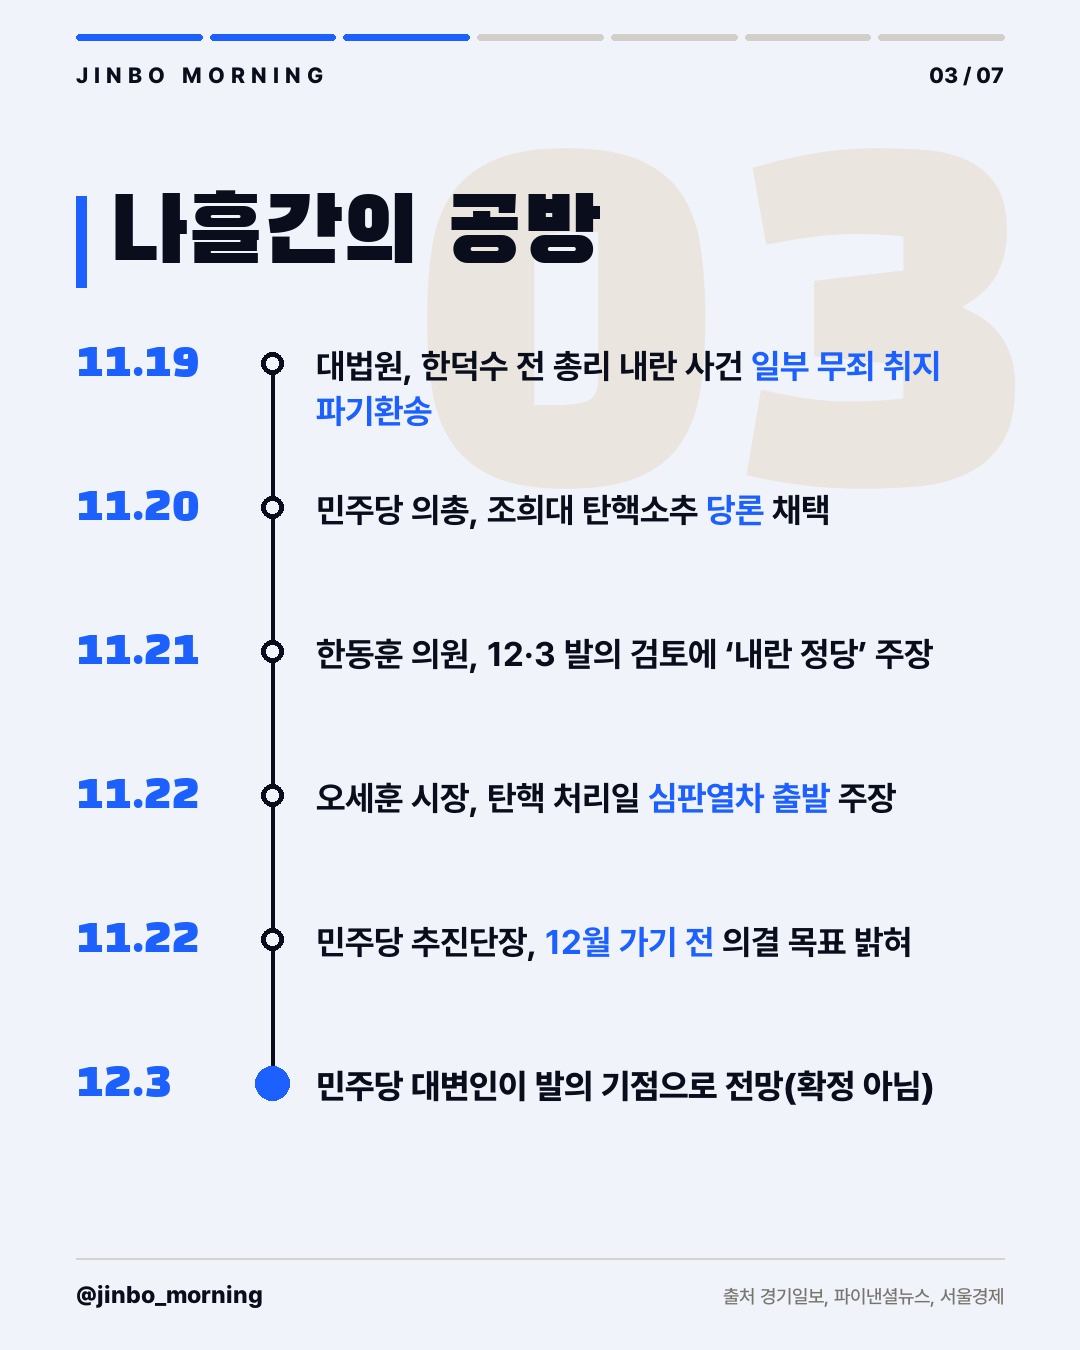 JINBO MORNING
03 / 07
03
나흘간의 공방
11.19
대법원, 한덕수 전 총리 내란 사건 일부 무죄 취지
파기환송
11.20
민주당 의총, 조희대 탄핵소추 당론 채택
11.21
한동훈 의원, 12·3 발의 검토에 ‘내란 정당’ 주장
11.22
오세훈 시장, 탄핵 처리일 심판열차 출발 주장
11.22
민주당 추진단장, 12월 가기 전 의결 목표 밝혀
12.3
민주당 대변인이 발의 기점으로 전망(확정 아님)
@jinbo_morning
출처 경기일보, 파이낸셜뉴스, 서울경제